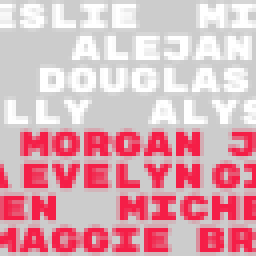 ESLIE MI
ALEJAN
DOUGLAS
LLY ALYS
MORGAN J
A EVELYN GI
EN MICHE
MAGGIE BR